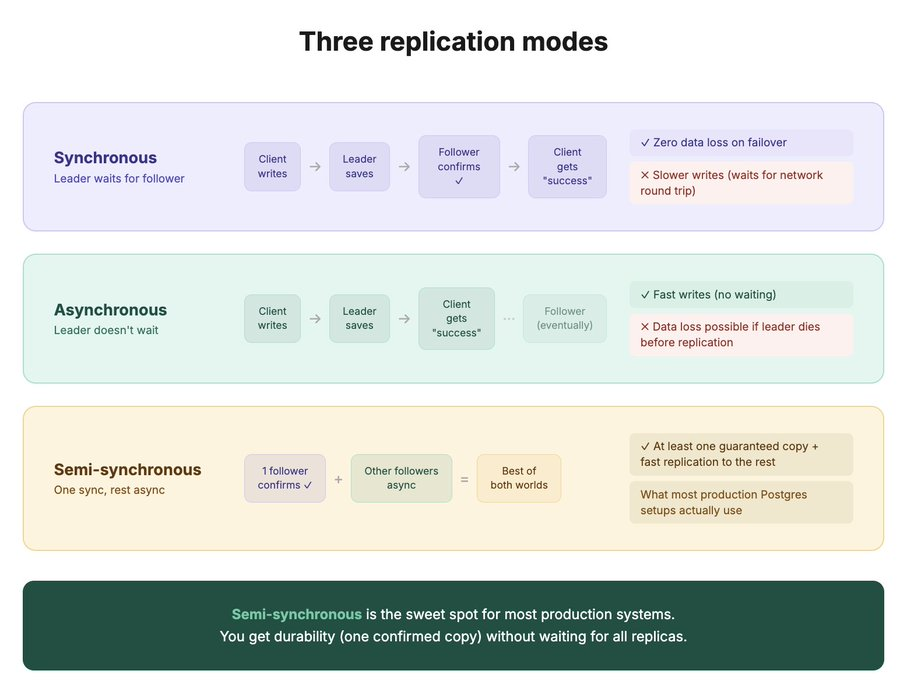 Three replication modes
Synchronous
Leader waits for follower
Client
writes
→
Leader
saves
→
Follower
confirms
✓
→
Client
gets
"success"
✓ Zero data loss on failover
✕ Slower writes (waits for network
round trip)
Asynchronous
Leader doesn't wait
Client
writes
→
Leader
saves
→
Client
gets
"success"
···
Follower
(eventually)
✓ Fast writes (no waiting)
✕ Data loss possible if leader dies
before replication
Semi-synchronous
One sync, rest async
1 follower
confirms ✓
+
Other followers
async
=
Best of
both worlds
✓ At least one guaranteed copy +
fast replication to the rest
What most production Postgres
setups actually use
Semi-synchronous is the sweet spot for most production systems.
You get durability (one confirmed copy) without waiting for all replicas.